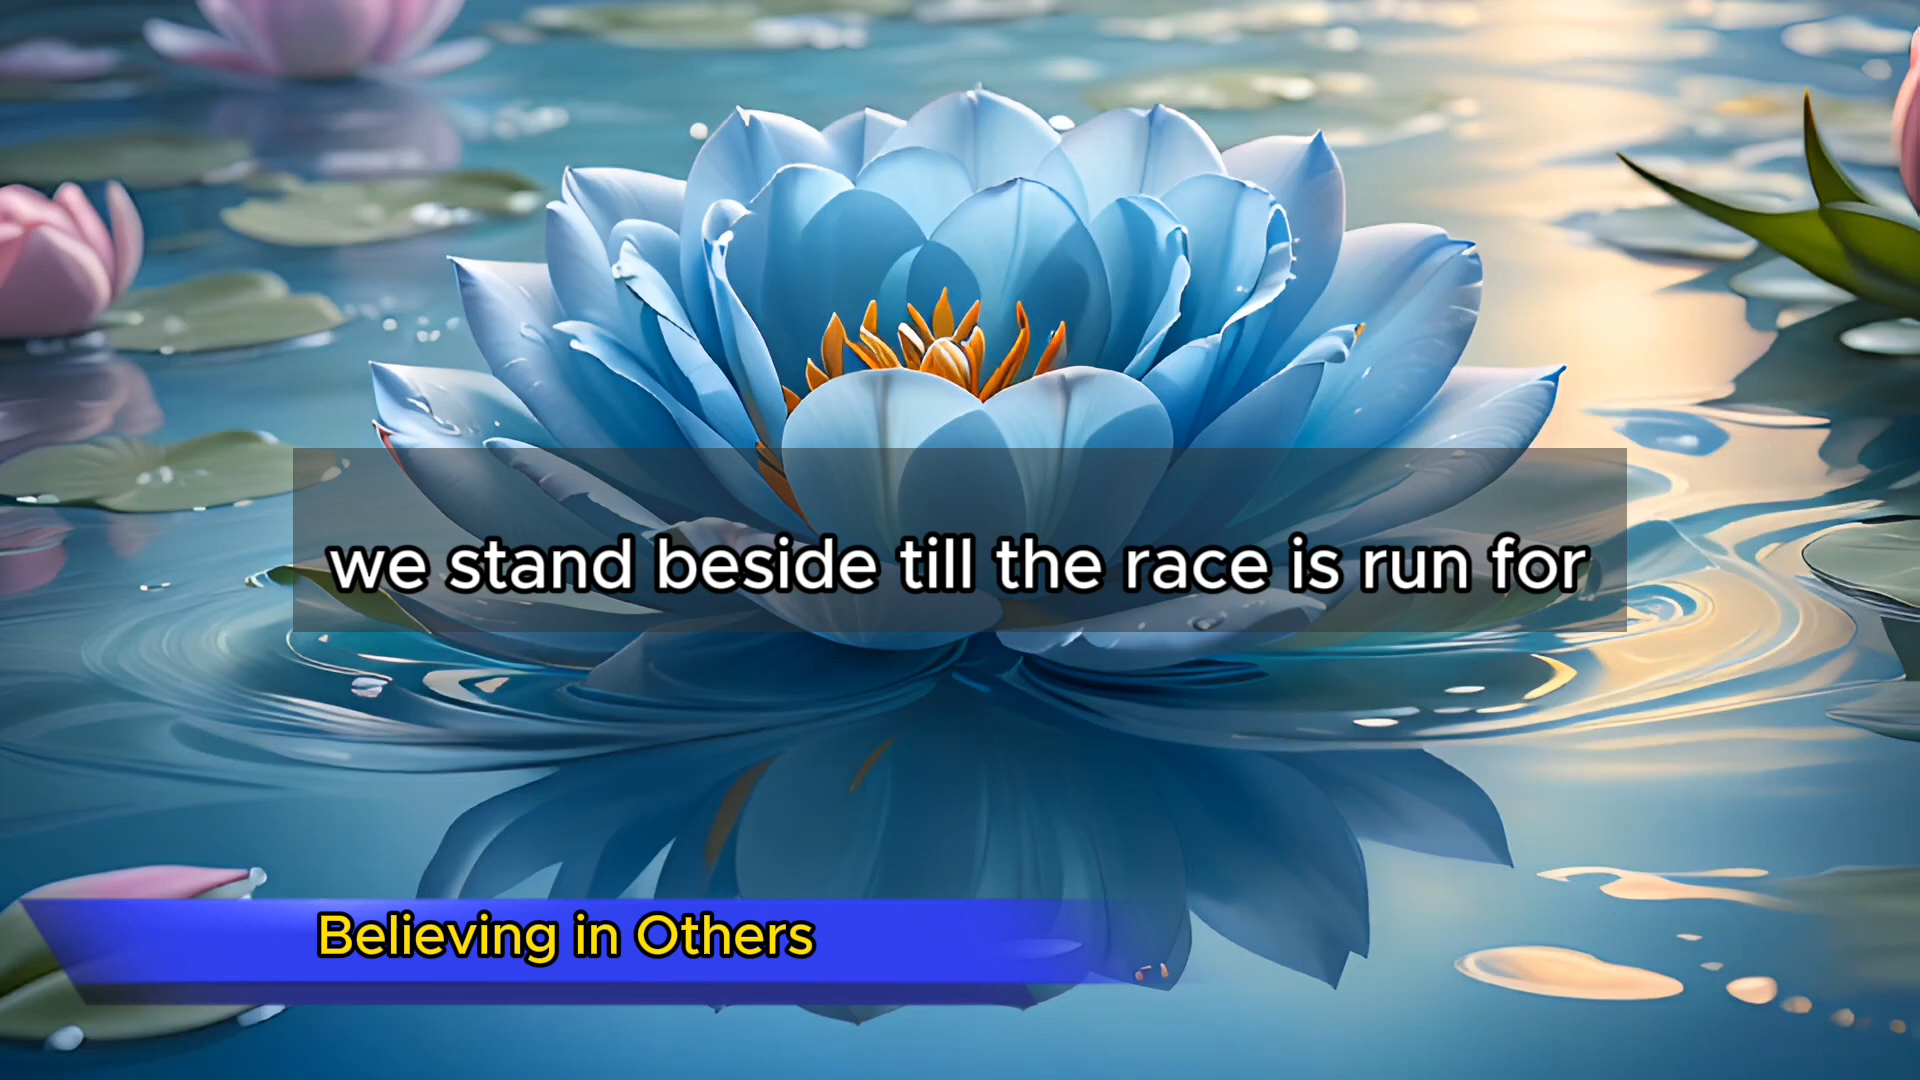 we stand beside till the race is run for
Believing in Others